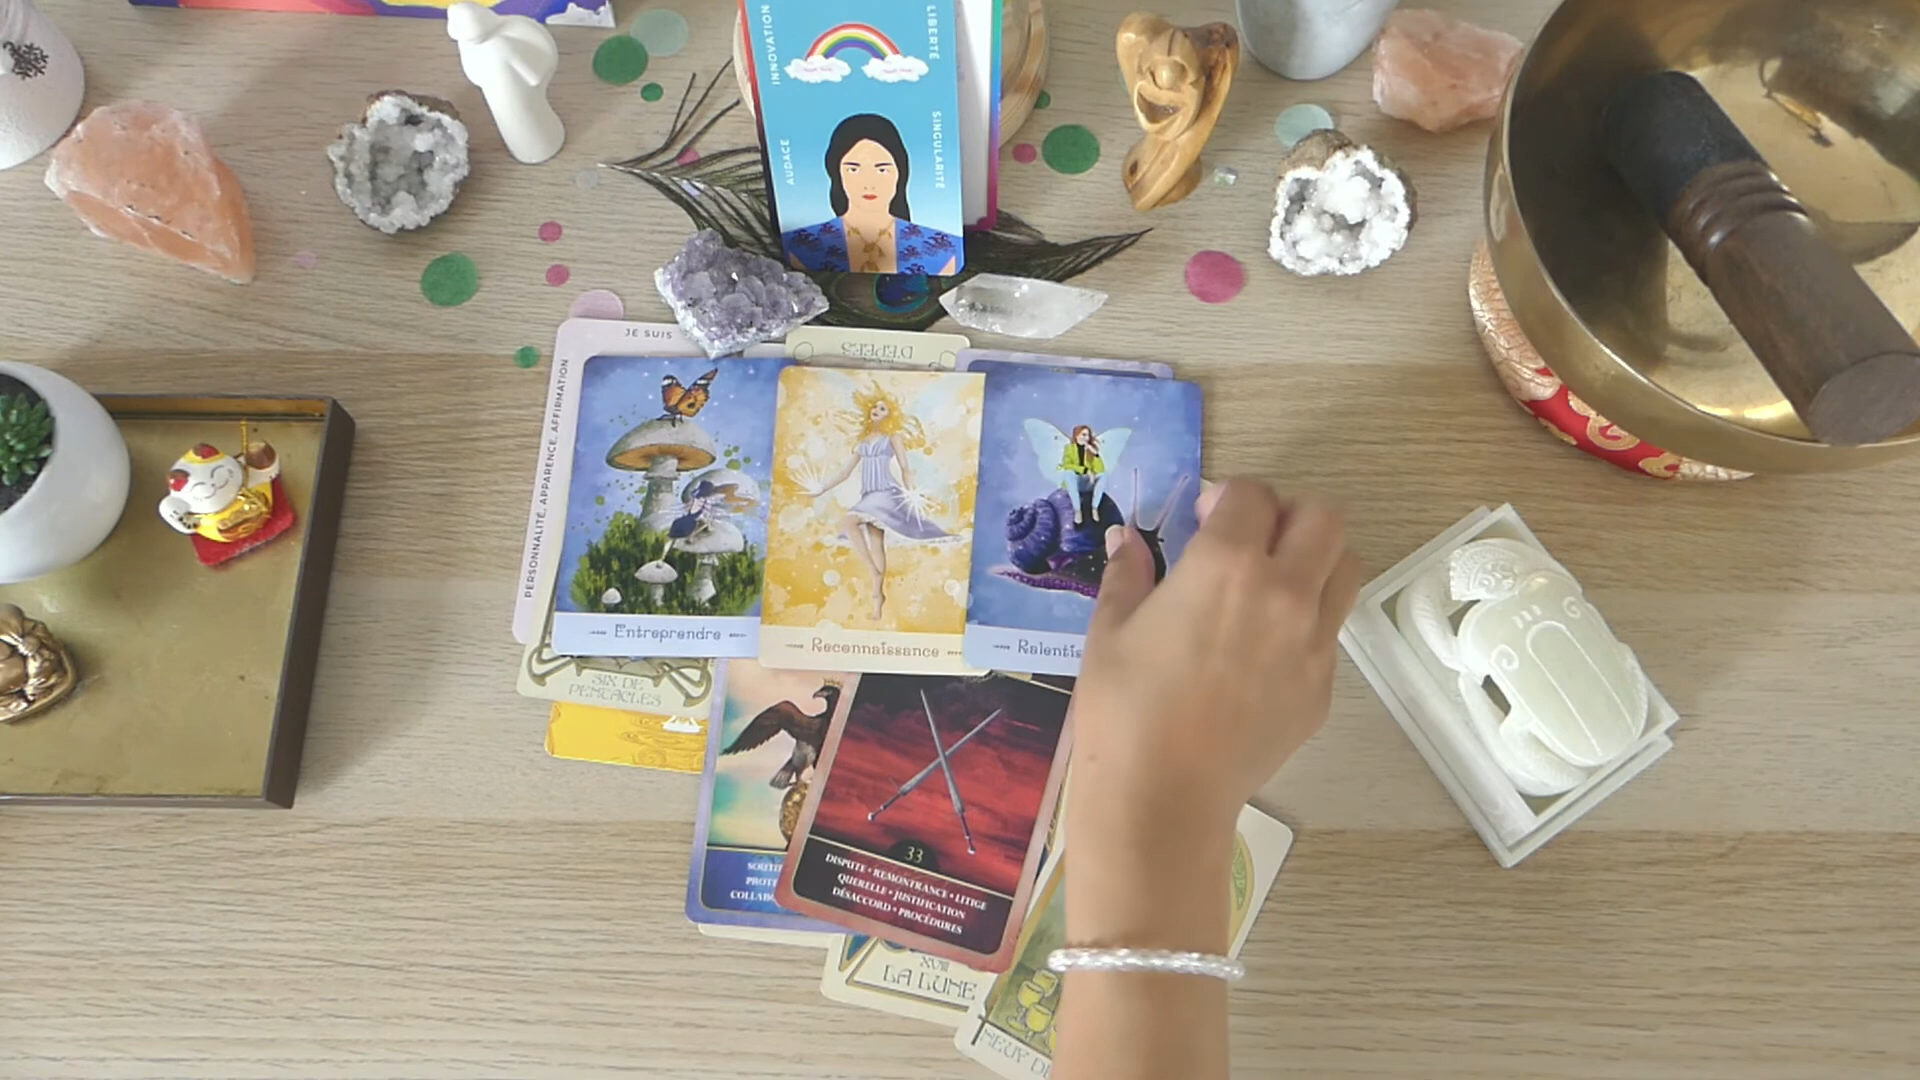 INNOVATION
LIBERTÉ
AUDACE
SINGULARITÉ
JE SUIS
PERSONNALITÉ, APPARENCE, AFFIRMATION
D'ÉPÉES
Entreprendre
Reconnaissance
SIX DE
PENTACLES
33
DISPUTE • REMONTRANCE • LITIGE
QUERELLE • JUSTIFICATION
DÉSACCORD • PROCÉDURES
XVIII
LA LUNE